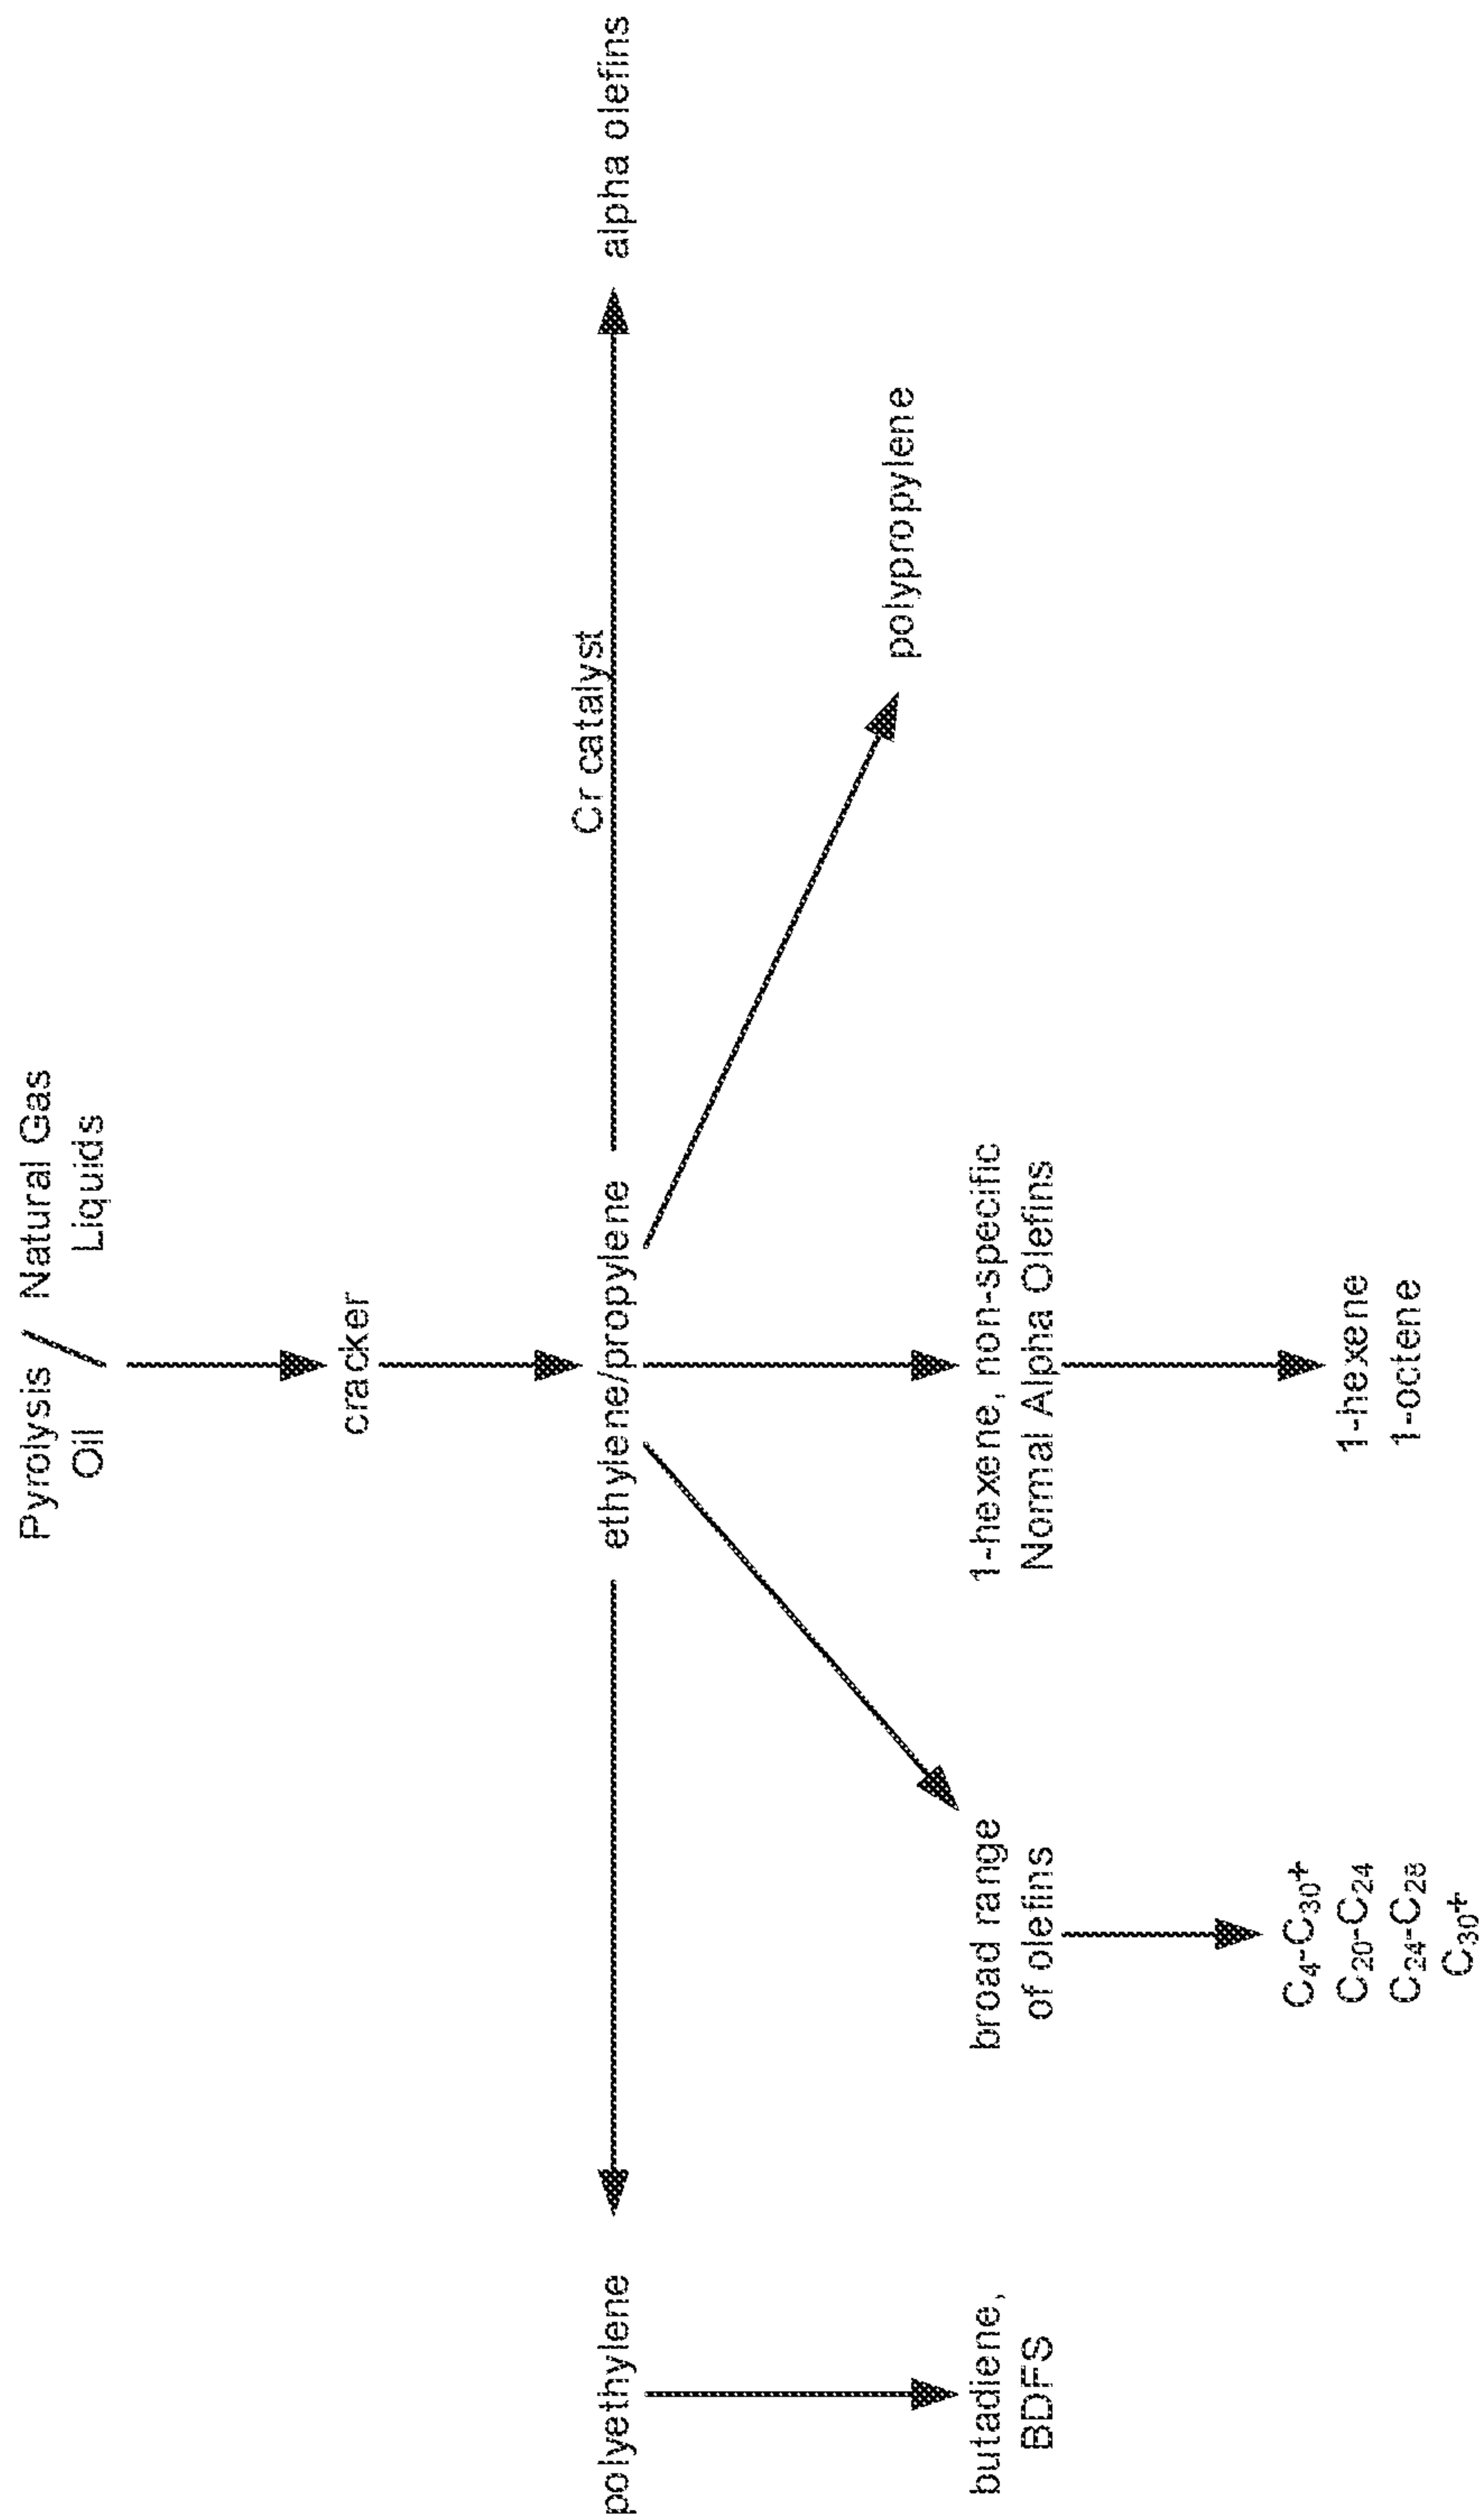 Pyrolysis / Natural Gas
Oil Liquids
cracker
polyethylene
ethylene/propylene
Cr catalyst
alpha olefins
butadiene,
BDFS
broad range
of olefins
1-hexene, non-specific
Normal Alpha Olefins
polypropylene
C₄-C₃₀+
C₂₀-C₂₄
C₂₄-C₂₈
C₃₀+
1-hexene
1-octene